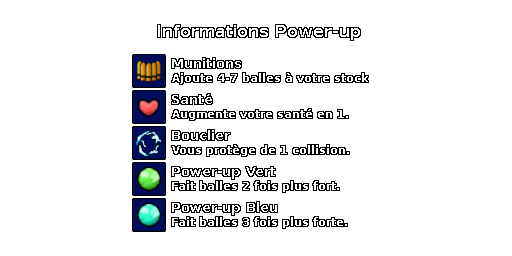 Informations Power-up
Munitions
Ajoute 4-7 balles à votre stock
Santé
Augmente votre santé en 1.
Bouclier
Vous protège de 1 collision.
Power-up Vert
Fait balles 2 fois plus fort.
Power-up Bleu
Fait balles 3 fois plus forte.